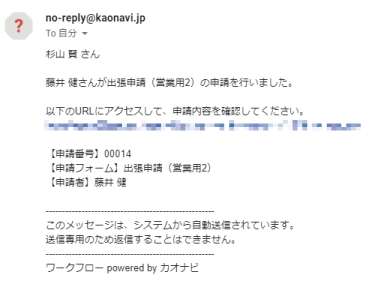 ?
no-reply@kaonavi.jp
To 自分
杉山 賢 さん
藤井 健さんが出張申請（営業用2）の申請を行いました。
以下のURLにアクセスして、申請内容を確認してください。
【申請番号】00014
【申請フォーム】出張申請（営業用2）
【申請者】藤井 健
----------------------------------------------------
このメッセージは、システムから自動送信されています。
送信専用のため返信することはできません。
----------------------------------------------------
ワークフロー powered by カオナビ